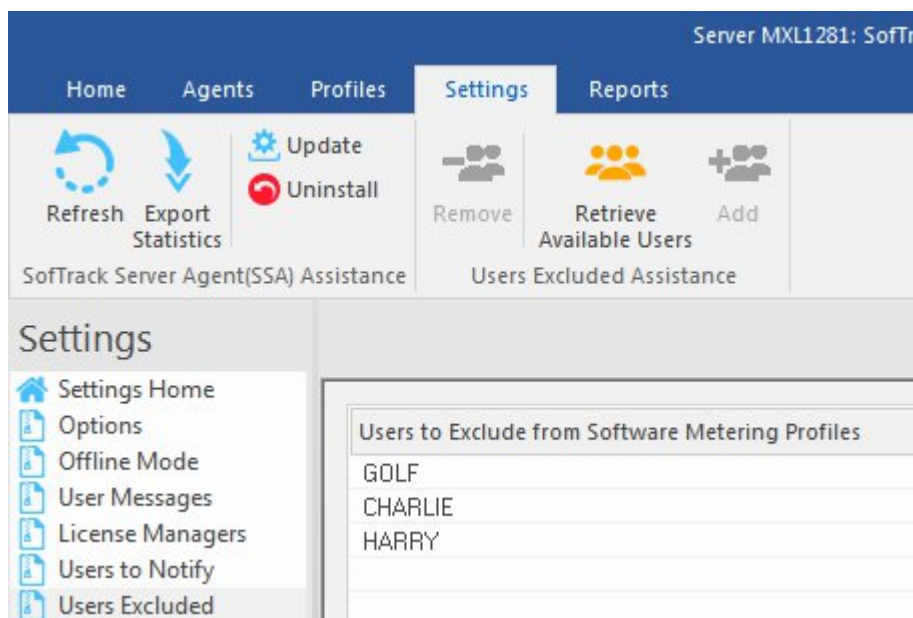 Server MXL1281: SofTr
Home Agents Profiles Settings Reports
Refresh
Export
Statistics
Update
Uninstall
Remove
Retrieve
Available Users
Add
SofTrack Server Agent(SSA) Assistance
Users Excluded Assistance
Settings
Settings Home
Options
Offline Mode
User Messages
License Managers
Users to Notify
Users Excluded
Users to Exclude from Software Metering Profiles
GOLF
CHARLIE
HARRY